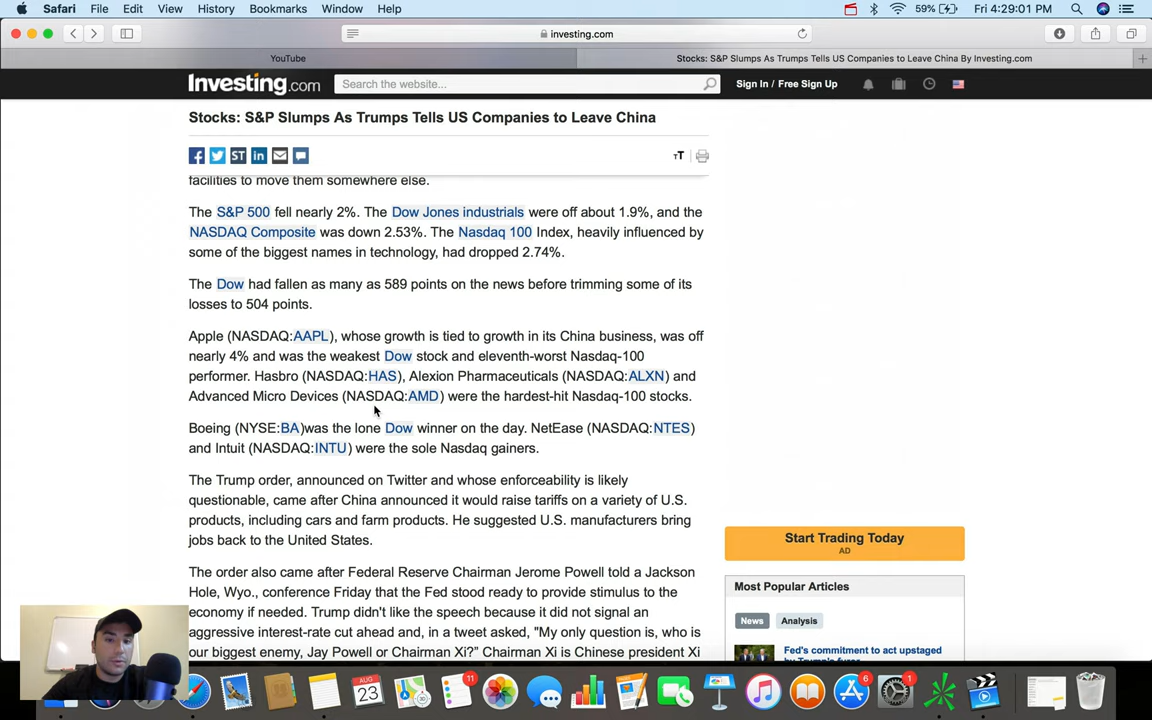 Safari File Edit View History Bookmarks Window Help 59% Fri 4:29:01 PM
investing.com
YouTube Stocks: S&P Slumps As Trumps Tells US Companies to Leave China By Investing.com
Investing.com Search the website... Sign In / Free Sign Up
Stocks: S&P Slumps As Trumps Tells US Companies to Leave China
ST in TT
facilities to move them somewhere else.
The S&P 500 fell nearly 2%. The Dow Jones industrials were off about 1.9%, and the
NASDAQ Composite was down 2.53%. The Nasdaq 100 Index, heavily influenced by
some of the biggest names in technology, had dropped 2.74%.
The Dow had fallen as many as 589 points on the news before trimming some of its
losses to 504 points.
Apple (NASDAQ:AAPL), whose growth is tied to growth in its China business, was off
nearly 4% and was the weakest Dow stock and eleventh-worst Nasdaq-100
performer. Hasbro (NASDAQ:HAS), Alexion Pharmaceuticals (NASDAQ:ALXN) and
Advanced Micro Devices (NASDAQ:AMD) were the hardest-hit Nasdaq-100 stocks.
Boeing (NYSE:BA)was the lone Dow winner on the day. NetEase (NASDAQ:NTES)
and Intuit (NASDAQ:INTU) were the sole Nasdaq gainers.
The Trump order, announced on Twitter and whose enforceability is likely
questionable, came after China announced it would raise tariffs on a variety of U.S.
products, including cars and farm products. He suggested U.S. manufacturers bring
jobs back to the United States.
The order also came after Federal Reserve Chairman Jerome Powell told a Jackson
Hole, Wyo., conference Friday that the Fed stood ready to provide stimulus to the
economy if needed. Trump didn't like the speech because it did not signal an
aggressive interest-rate cut ahead and, in a tweet asked, "My only question is, who is
our biggest enemy, Jay Powell or Chairman Xi?" Chairman Xi is Chinese president Xi
Start Trading Today
AD
Most Popular Articles
News Analysis
Fed's commitment to act upstaged
AUG
23
11
6
1